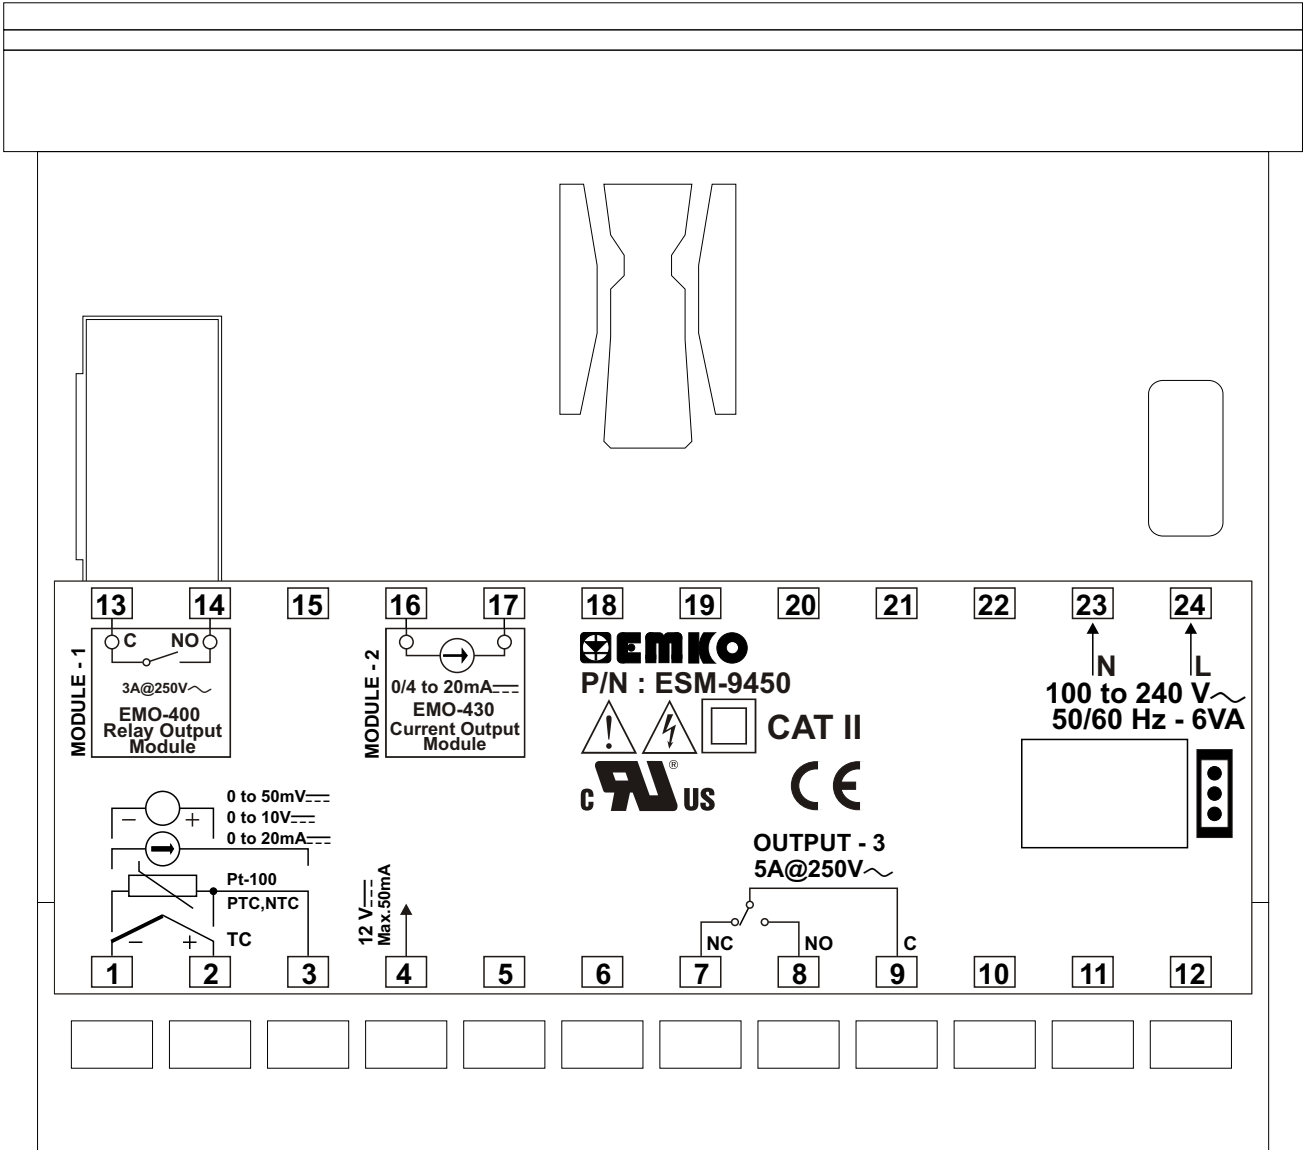 13
14
15
16
17
18
19
20
21
22
23
24
MODULE - 1
C NO
3A@250V~
EMO-400
Relay Output
Module
MODULE - 2
0/4 to 20mA⎓
EMO-430
Current Output
Module
EMKO
P/N : ESM-9450
! CAT II
C RU ® US CE
N L
100 to 240 V~
50/60 Hz - 6VA
0 to 50mV⎓
− +
0 to 10V⎓
0 to 20mA⎓
Pt-100
PTC,NTC
− + TC
12 V⎓
Max.50mA
OUTPUT - 3
5A@250V~
NC NO C
1
2
3
4
5
6
7
8
9
10
11
12